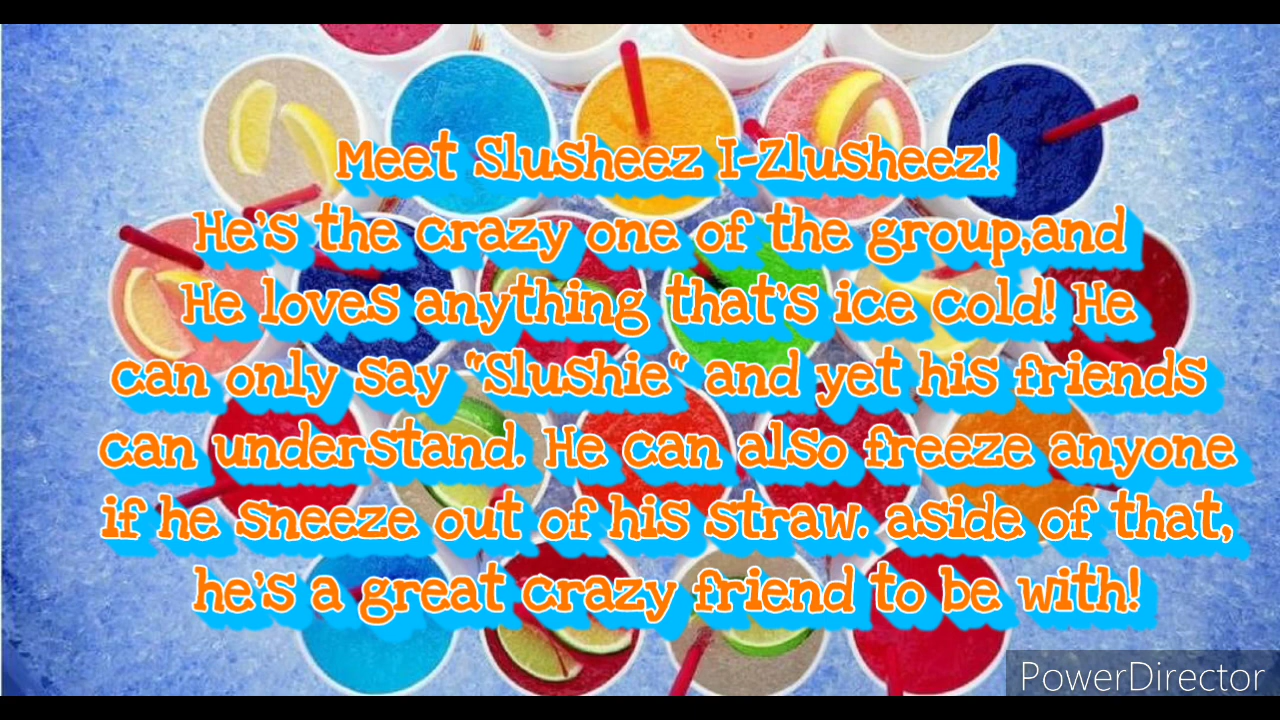 Meet Slusheez I-Zlusheez!
He's the crazy one of the group,and
He loves anything that's ice cold! He
can only say "Slushie" and yet his friends
can understand. He can also freeze anyone
if he sneeze out of his straw. aside of that,
he's a great crazy friend to be with!
PowerDirector